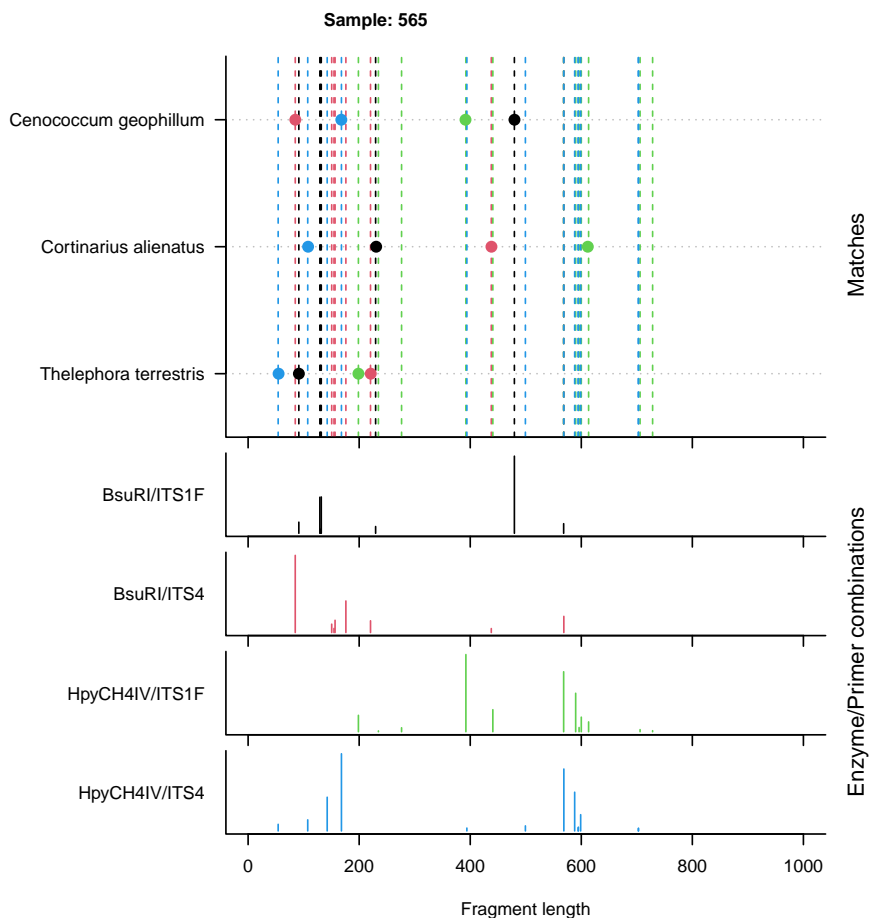 Sample: 565
Cenococcum geophillum
Cortinarius alienatus
Thelephora terrestris
Matches
BsuRI/ITS1F
BsuRI/ITS4
HpyCH4IV/ITS1F
HpyCH4IV/ITS4
Enzyme/Primer combinations
0 200 400 600 800 1000
Fragment length